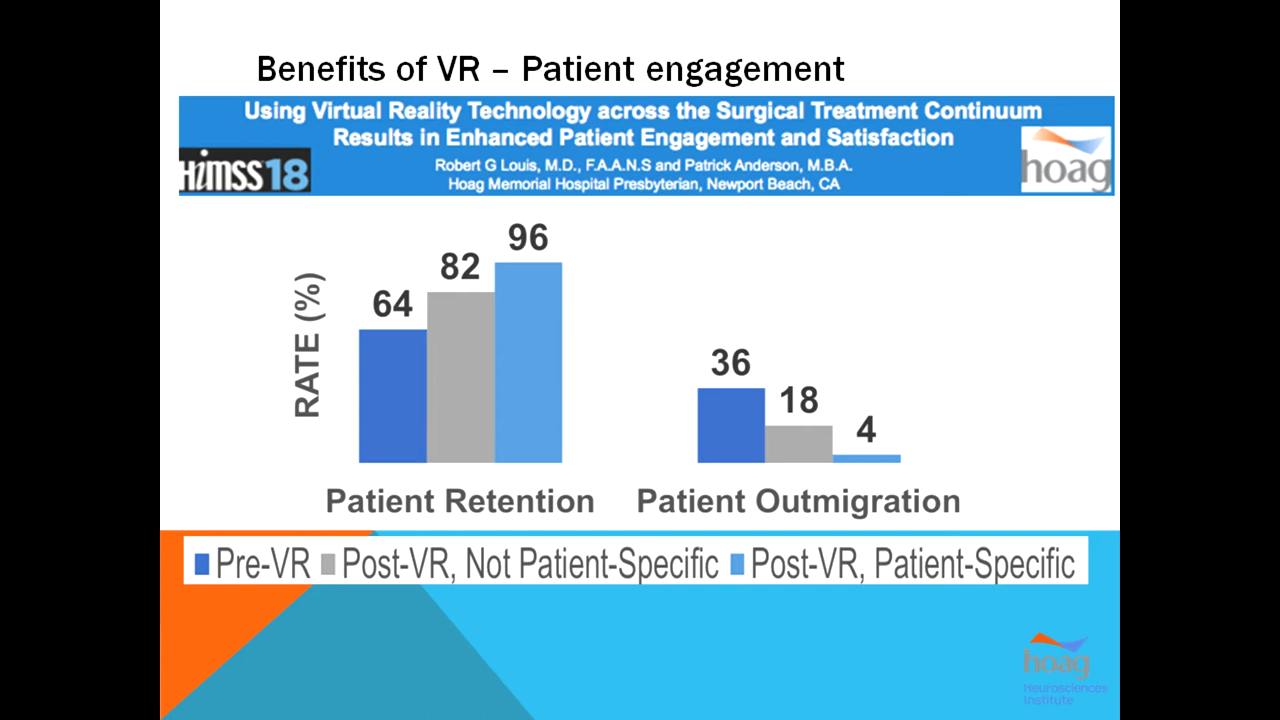 Benefits of VR – Patient engagement
Using Virtual Reality Technology across the Surgical Treatment Continuum
Results in Enhanced Patient Engagement and Satisfaction
Robert G Louis, M.D., F.A.A.N.S and Patrick Anderson, M.B.A.
Hoag Memorial Hospital Presbyterian, Newport Beach, CA
HIMSS 18
hoag
RATE (%)
64
82
96
36
18
4
Patient Retention
Patient Outmigration
Pre-VR
Post-VR, Not Patient-Specific
Post-VR, Patient-Specific
hoag
Neurosciences
Institute